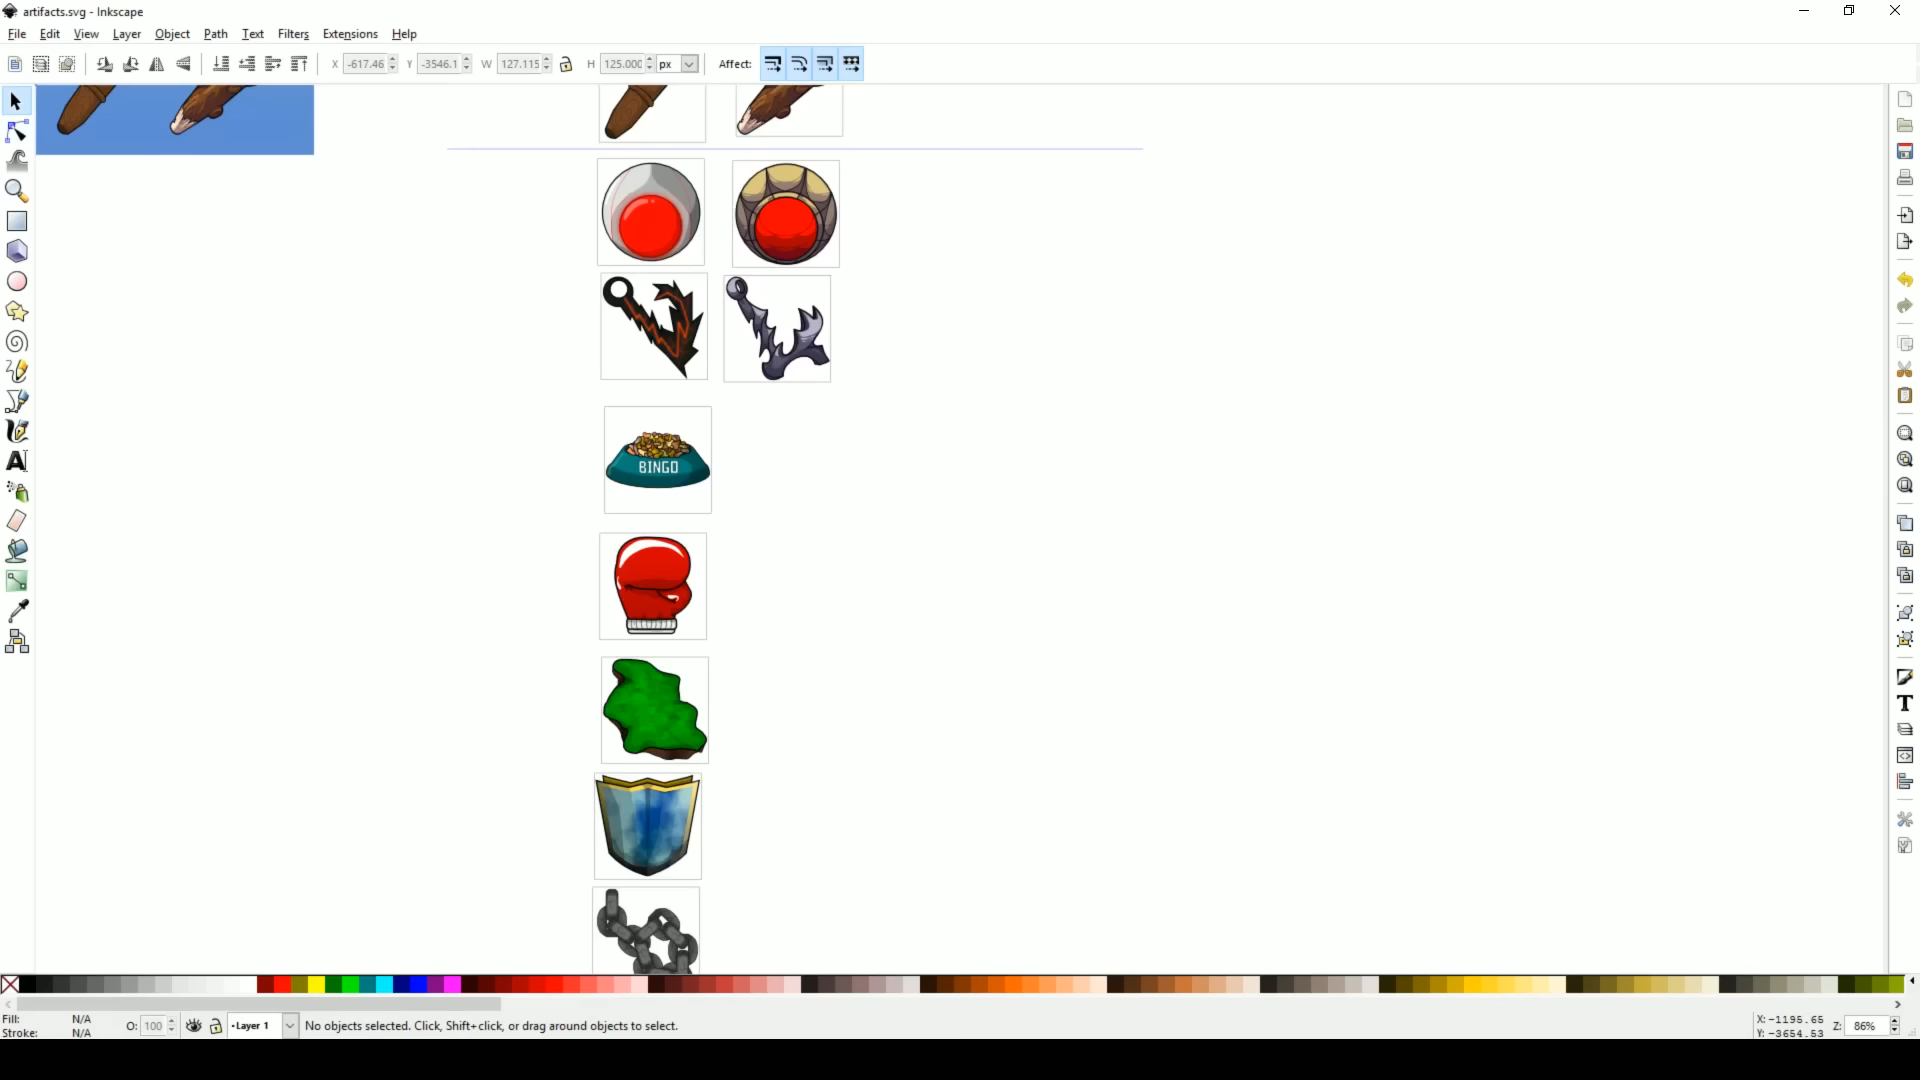 artifacts.svg - Inkscape
File Edit View Layer Object Path Text Filters Extensions Help
X -617.46 Y -3546.1 W 127.115 H 125.000 px Affect:
BINGO
Fill: N/A O: 100 •Layer 1 No objects selected. Click, Shift+click, or drag around objects to select. X: -1195.65 Z: 86%
Stroke: N/A Y: -3654.53